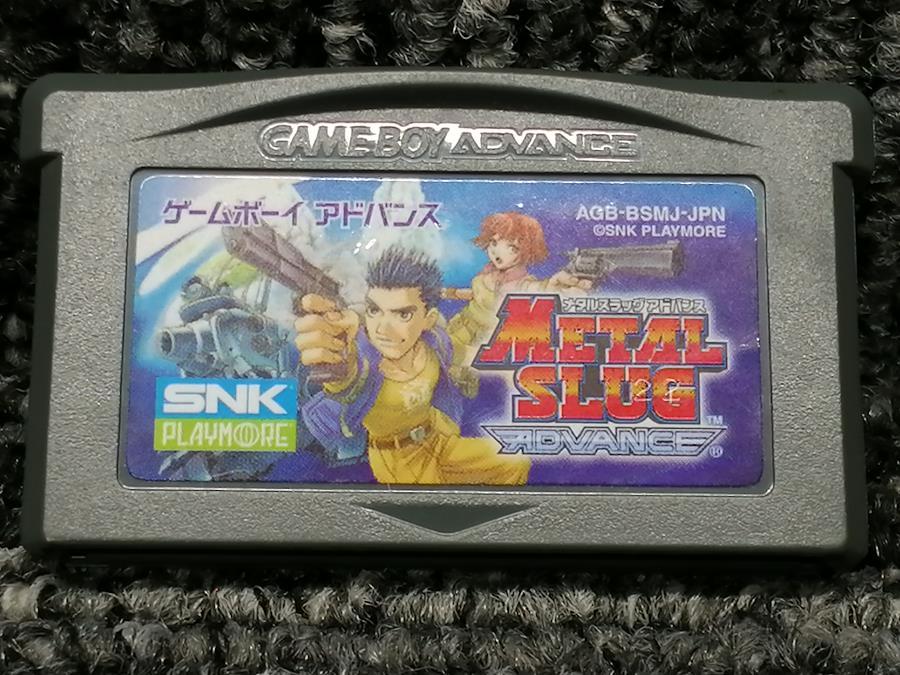 GAME BOY ADVANCE
ゲームボーイ アドバンス
AGB-BSMJ-JPN
©SNK PLAYMORE
メタルスラッグアドバンス
METAL
SLUG
TM
ADVANCE®
SNK
PLAYMORE